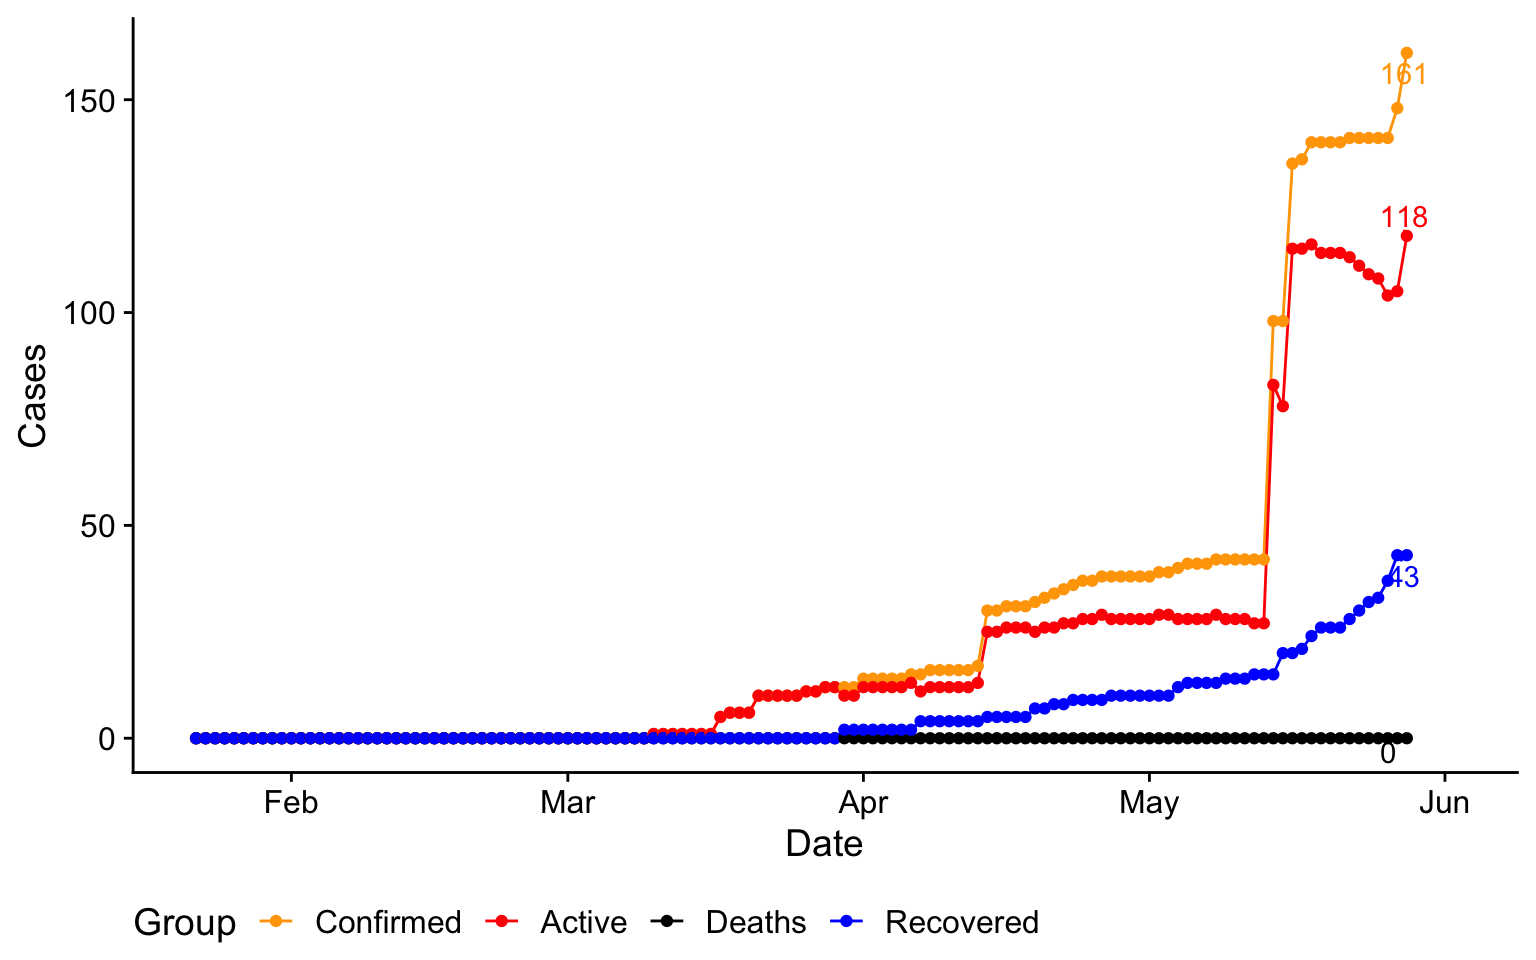 161
150
118
100
Cases
50
43
0
0
Feb Mar Apr May Jun
Date
Group Confirmed Active Deaths Recovered